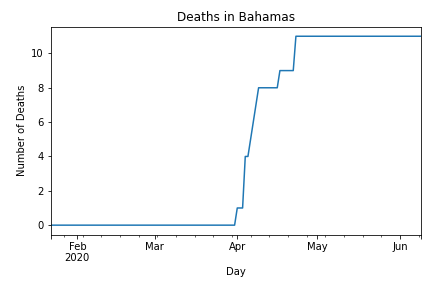 Deaths in Bahamas
Number of Deaths
10
8
6
4
2
0
Feb
2020
Mar
Apr
May
Jun
Day